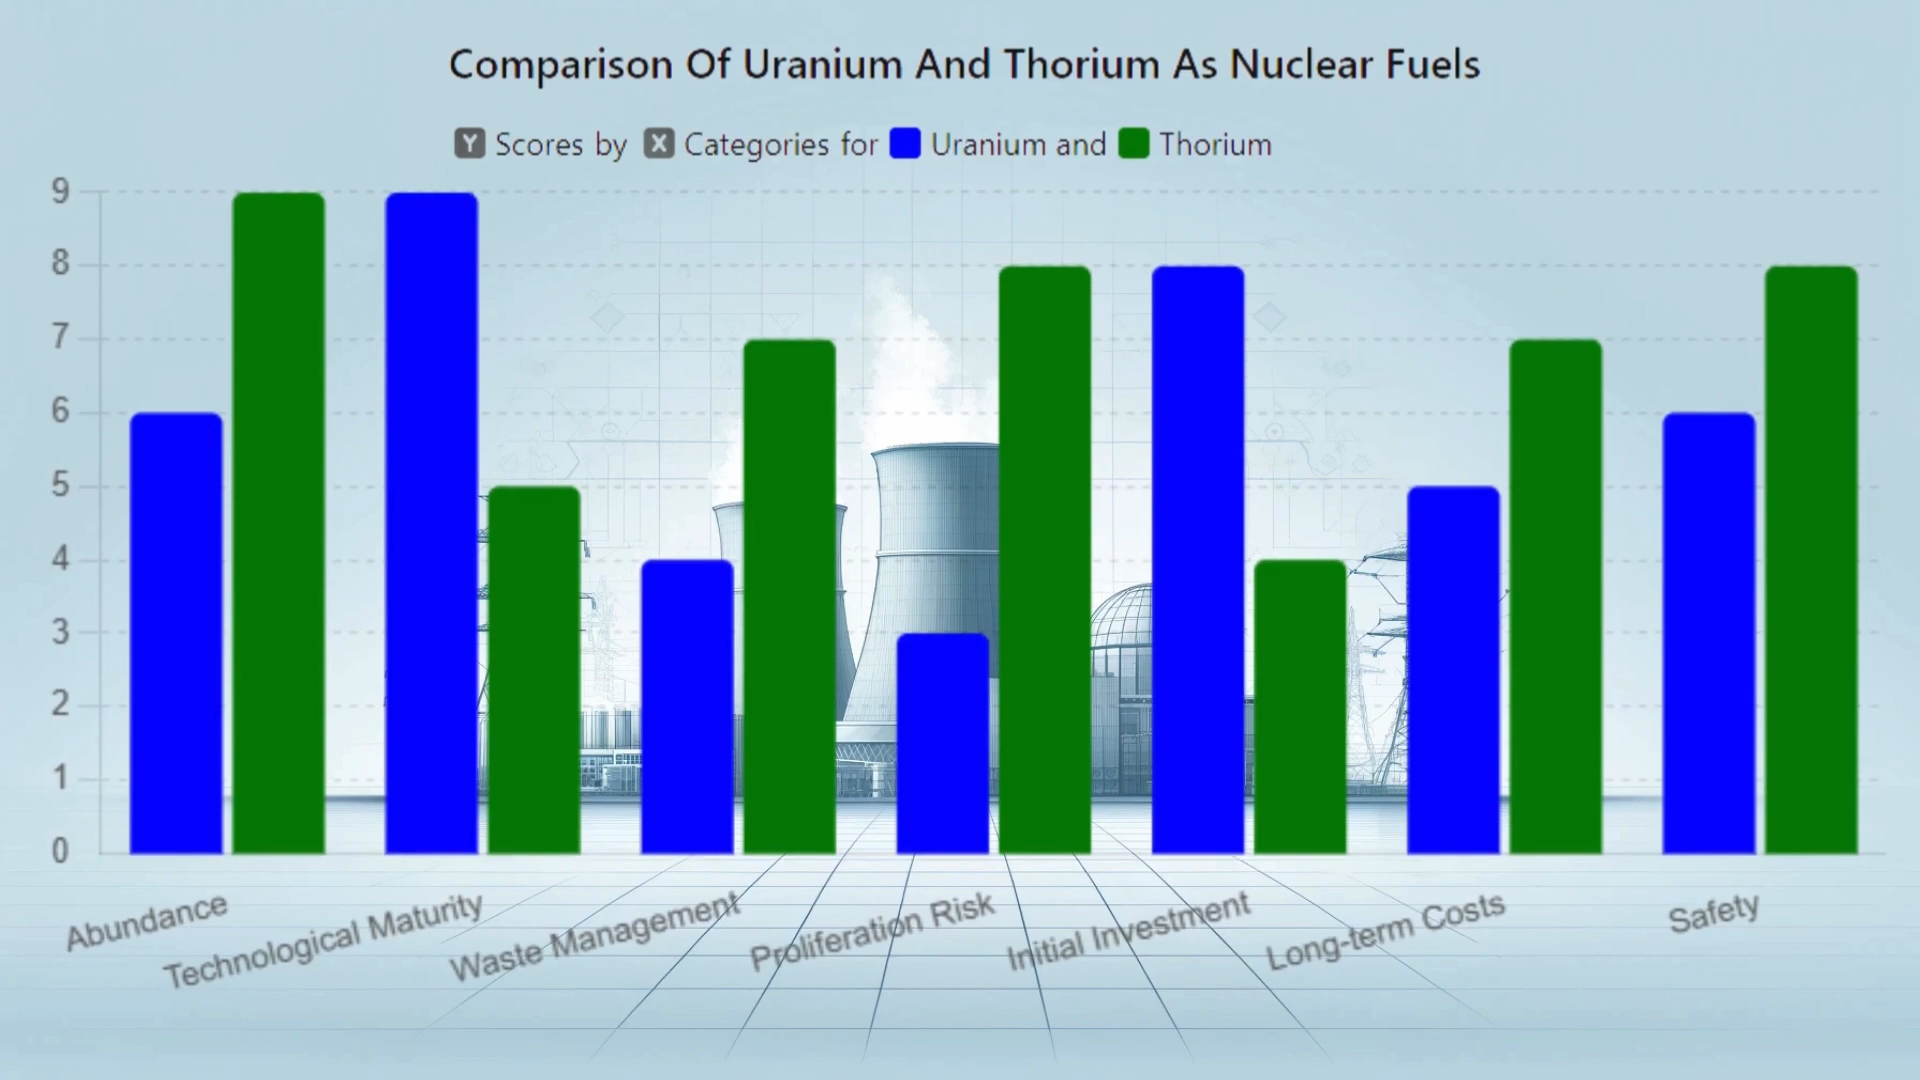 Comparison Of Uranium And Thorium As Nuclear Fuels
Y Scores by X Categories for Uranium and Thorium
9
8
7
6
5
4
3
2
1
0
Abundance
Technological Maturity
Waste Management
Proliferation Risk
Initial Investment
Long-term Costs
Safety